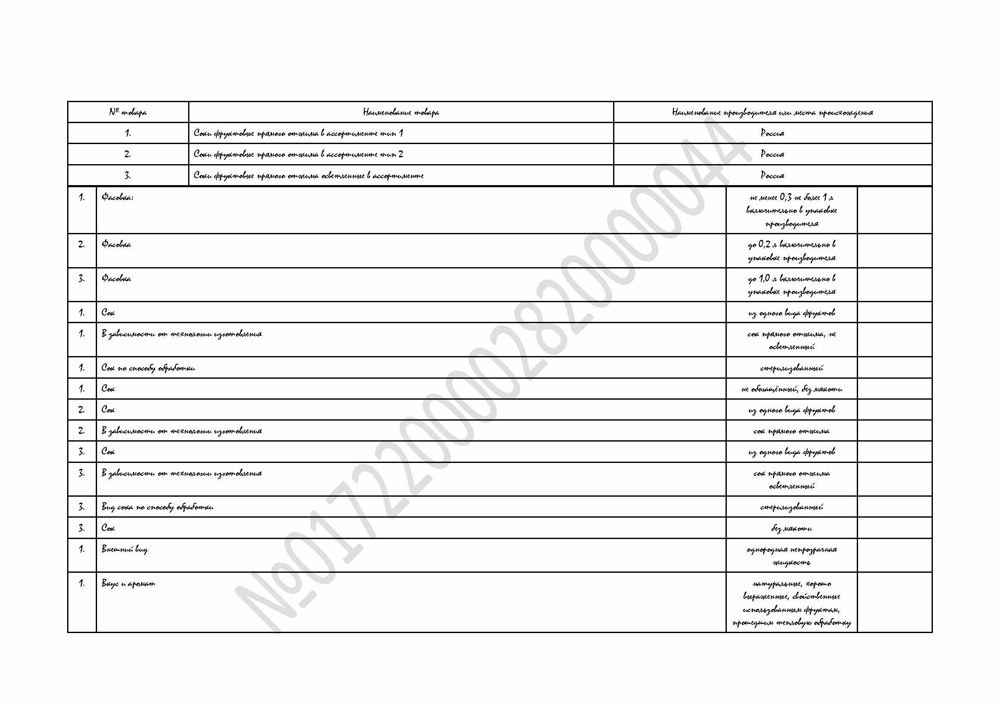 № товара Наименование товара Наименование производителя или места происхождения
1. Соки фруктовые прямого отжима в ассортименте тип 1 Россия
2. Соки фруктовые прямого отжима в ассортименте тип 2 Россия
3. Соки фруктовые прямого отжима осветленные в ассортименте Россия
1. Фасовка: не менее 0,3 не более 1 л
включительно в упаковке
производителя
2. Фасовка до 0,2 л включительно в
упаковке производителя
3. Фасовка до 1,0 л включительно в
упаковке производителя
1. Сок из одного вида фруктов
1. В зависимости от технологии изготовления сок прямого отжима, не
осветленный
1. Сок по способу обработки стерилизованный
1. Сок не обогащённый, без мякоти
2. Сок из одного вида фруктов
2. В зависимости от технологии изготовления сок прямого отжима
3. Сок из одного вида фруктов
3. В зависимости от технологии изготовления сок прямого отжима
осветленный
3. Вид сока по способу обработки стерилизованный
3. Сок без мякоти
1. Внешний вид однородная непрозрачная
жидкость
1. Вкус и аромат натуральные, хорошо
выраженные, свойственные
использованным фруктам,
прошедшим тепловую обработку
№017220000282000044